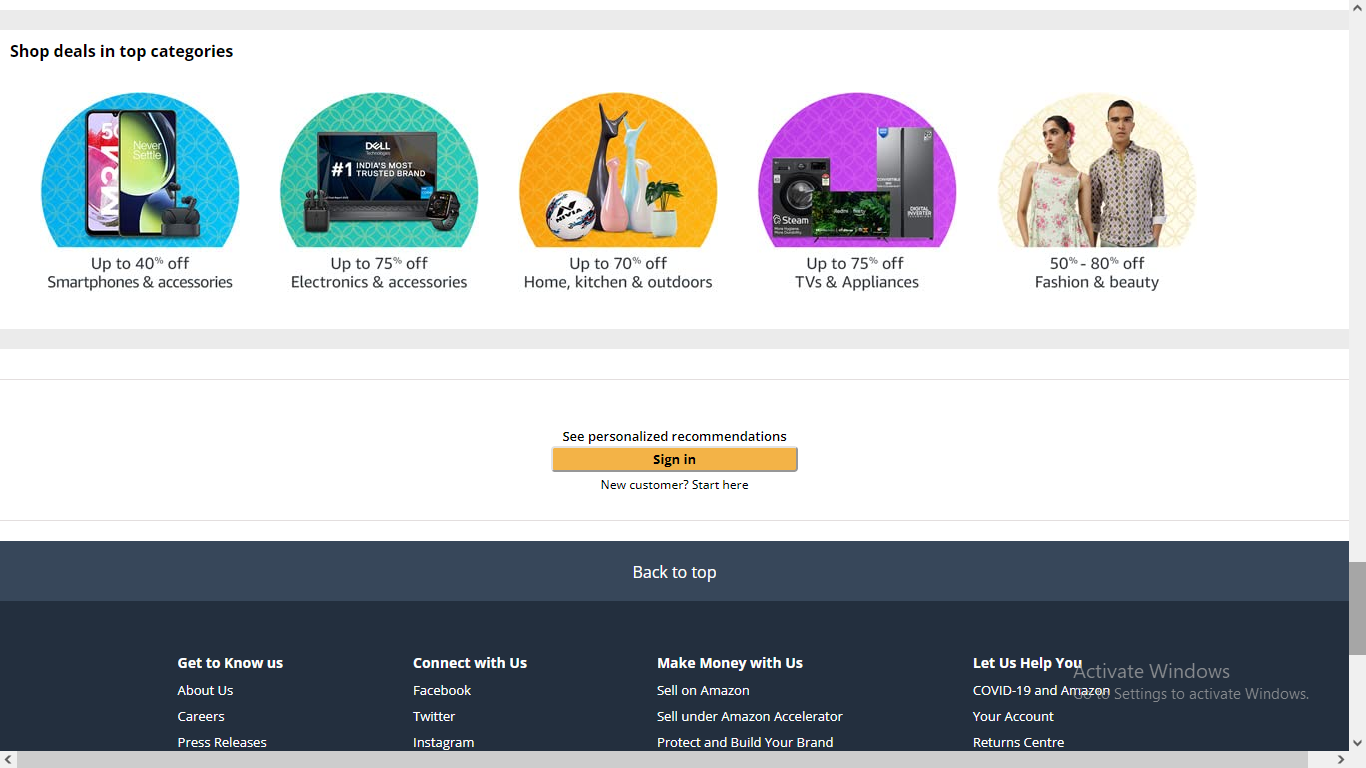 Shop deals in top categories
Never
Settle
DELL
Technologies
#1 INDIA'S MOST
TRUSTED BRAND
NIVIA
Steam
DIGITAL
INVERTER
Up to 40% off
Smartphones & accessories
Up to 75% off
Electronics & accessories
Up to 70% off
Home, kitchen & outdoors
Up to 75% off
TVs & Appliances
50% - 80% off
Fashion & beauty
See personalized recommendations
Sign in
New customer? Start here
Back to top
Get to Know us
About Us
Careers
Press Releases
Connect with Us
Facebook
Twitter
Instagram
Make Money with Us
Sell on Amazon
Sell under Amazon Accelerator
Protect and Build Your Brand
Let Us Help You
COVID-19 and Amazon
Your Account
Returns Centre
Activate Windows
Go to Settings to activate Windows.